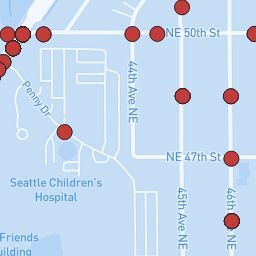 NE 50th St
Penny Dr
44th Ave NE
NE 47th St
Seattle Children's
Hospital
45th Ave NE
46th Ave NE
Friends